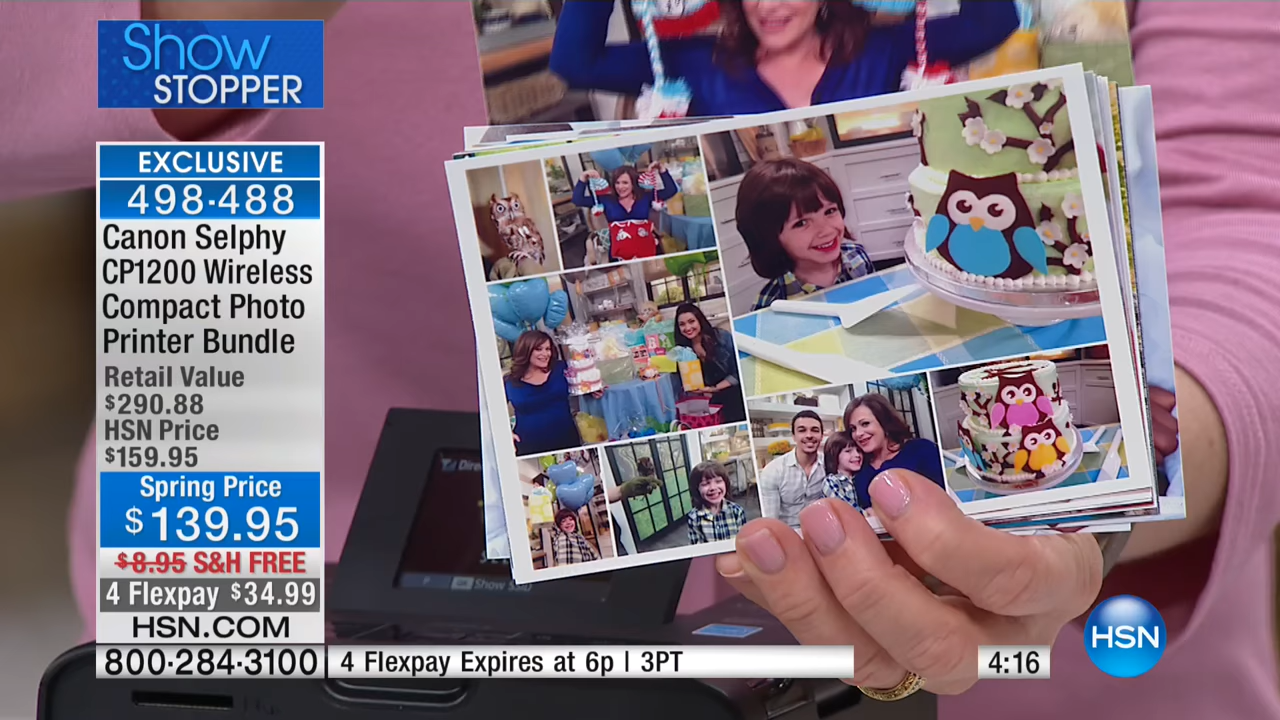 Show
STOPPER
EXCLUSIVE
498-488
Canon Selphy
CP1200 Wireless
Compact Photo
Printer Bundle
Retail Value
$290.88
HSN Price
$159.95
Spring Price
$139.95
$8.95 S&H FREE
4 Flexpay $34.99
HSN.COM
800-284-3100
4 Flexpay Expires at 6p | 3PT
4:16
HSN
Show SSID